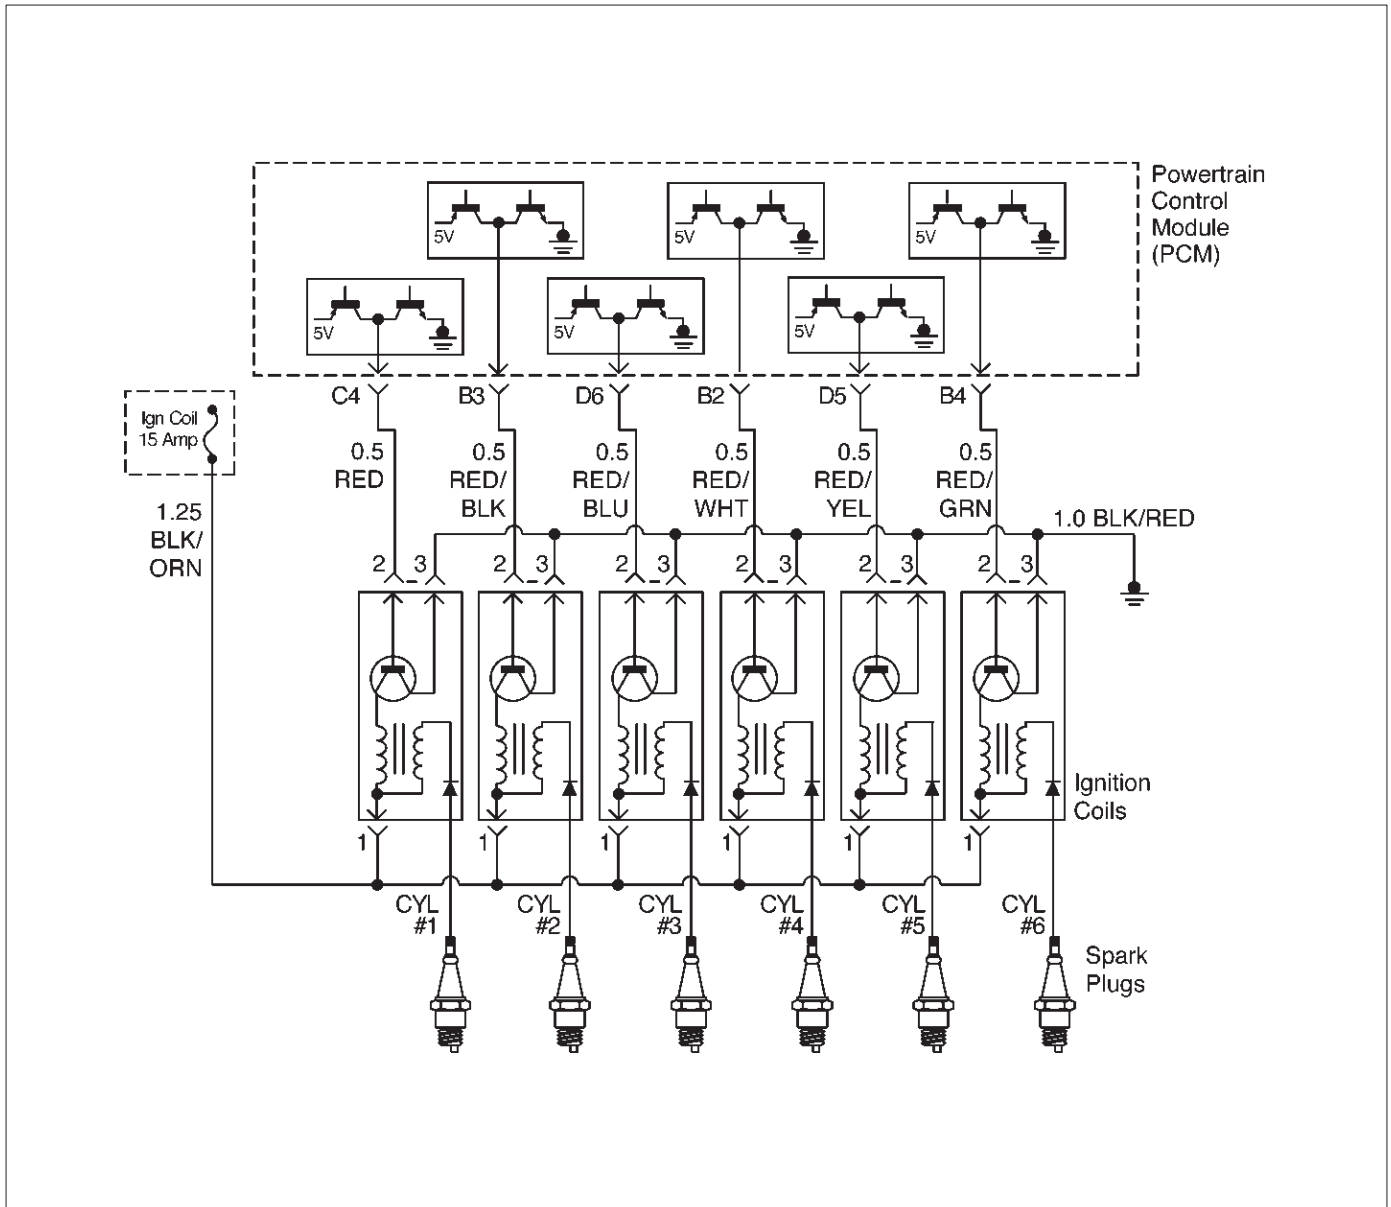 Powertrain
Control
Module
(PCM)
5V
5V
5V
5V
5V
5V
C4
B3
D6
B2
D5
B4
Ign Coil
15 Amp
0.5
RED
0.5
RED/
BLK
0.5
RED/
BLU
0.5
RED/
WHT
0.5
RED/
YEL
0.5
RED/
GRN
1.25
BLK/
ORN
1.0 BLK/RED
2
3
2
3
2
3
2
3
2
3
2
3
Ignition
Coils
1
1
1
1
1
1
CYL
#1
CYL
#2
CYL
#3
CYL
#4
CYL
#5
CYL
#6
Spark
Plugs